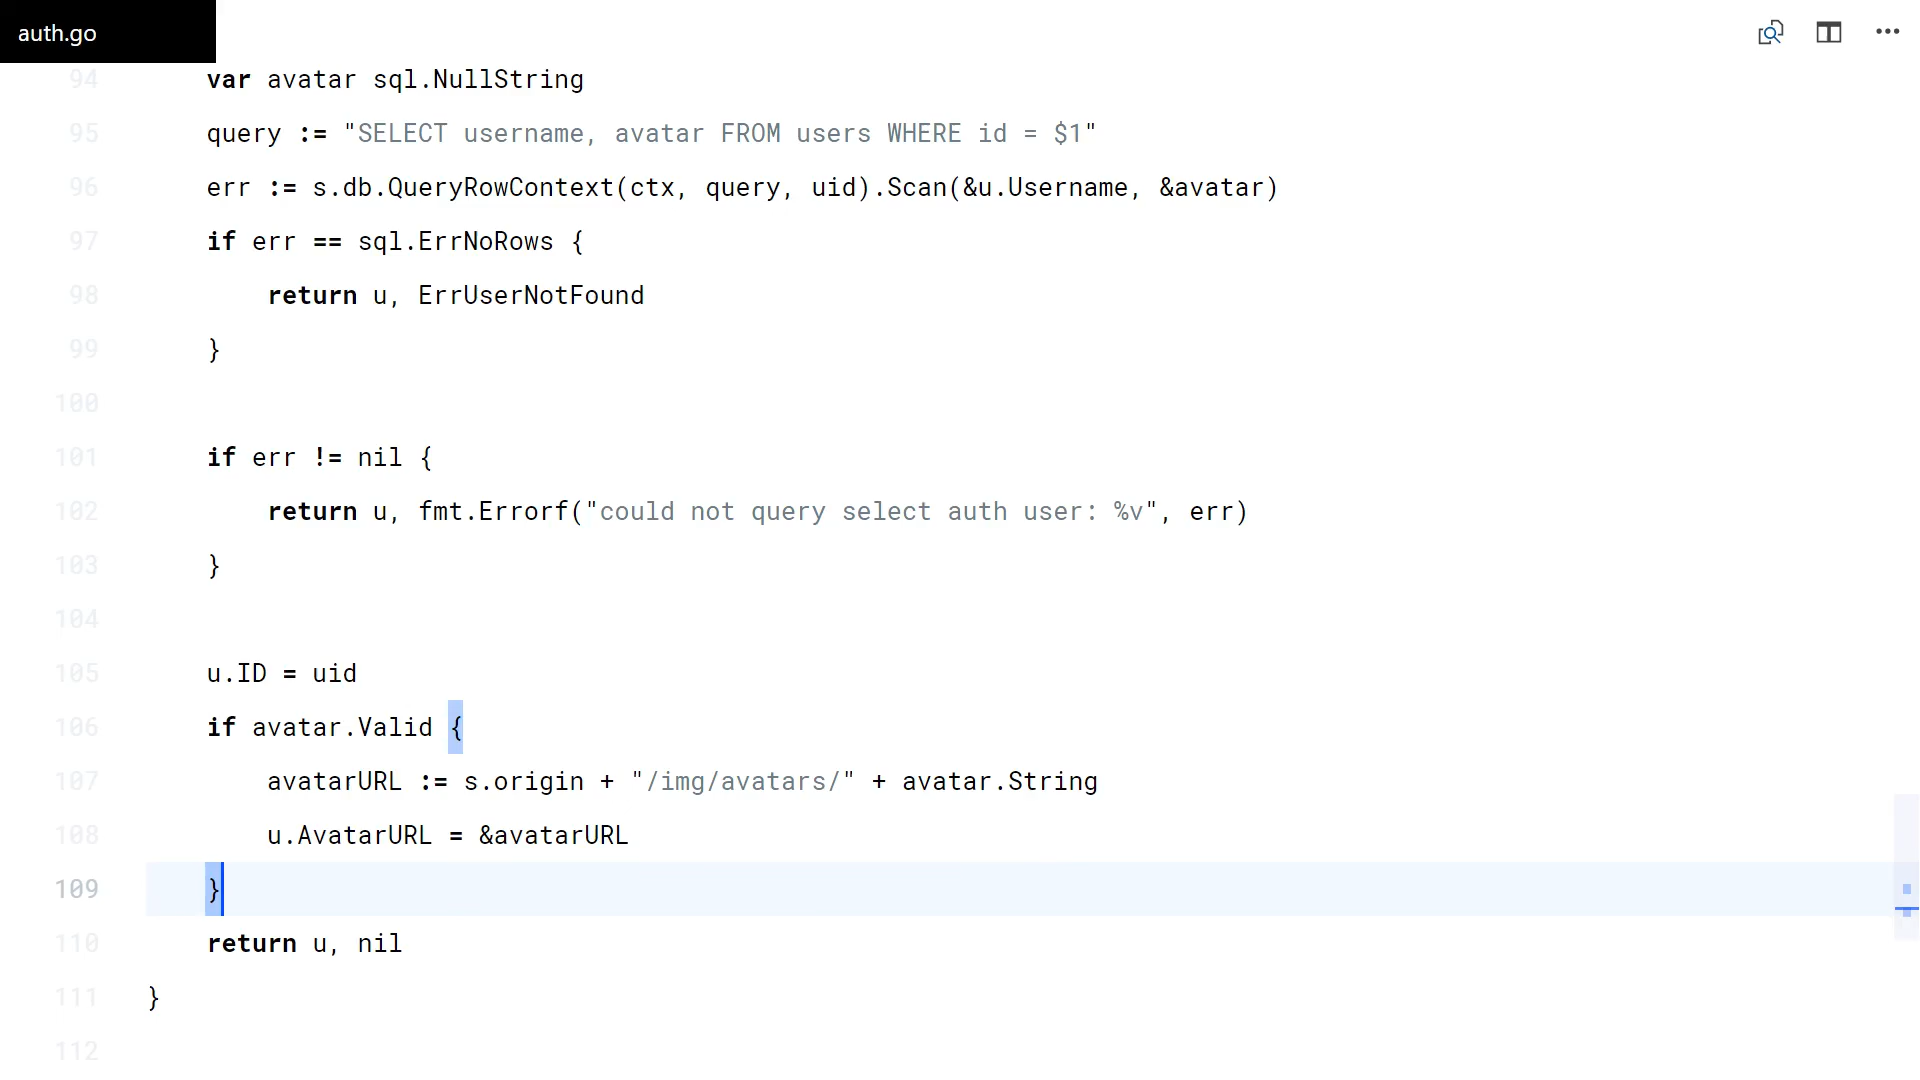 auth.go
94 var avatar sql.NullString
95 query := "SELECT username, avatar FROM users WHERE id = $1"
96 err := s.db.QueryRowContext(ctx, query, uid).Scan(&u.Username, &avatar)
97 if err == sql.ErrNoRows {
98 return u, ErrUserNotFound
99 }
100
101 if err != nil {
102 return u, fmt.Errorf("could not query select auth user: %v", err)
103 }
104
105 u.ID = uid
106 if avatar.Valid {
107 avatarURL := s.origin + "/img/avatars/" + avatar.String
108 u.AvatarURL = &avatarURL
109 }
110 return u, nil
111 }
112